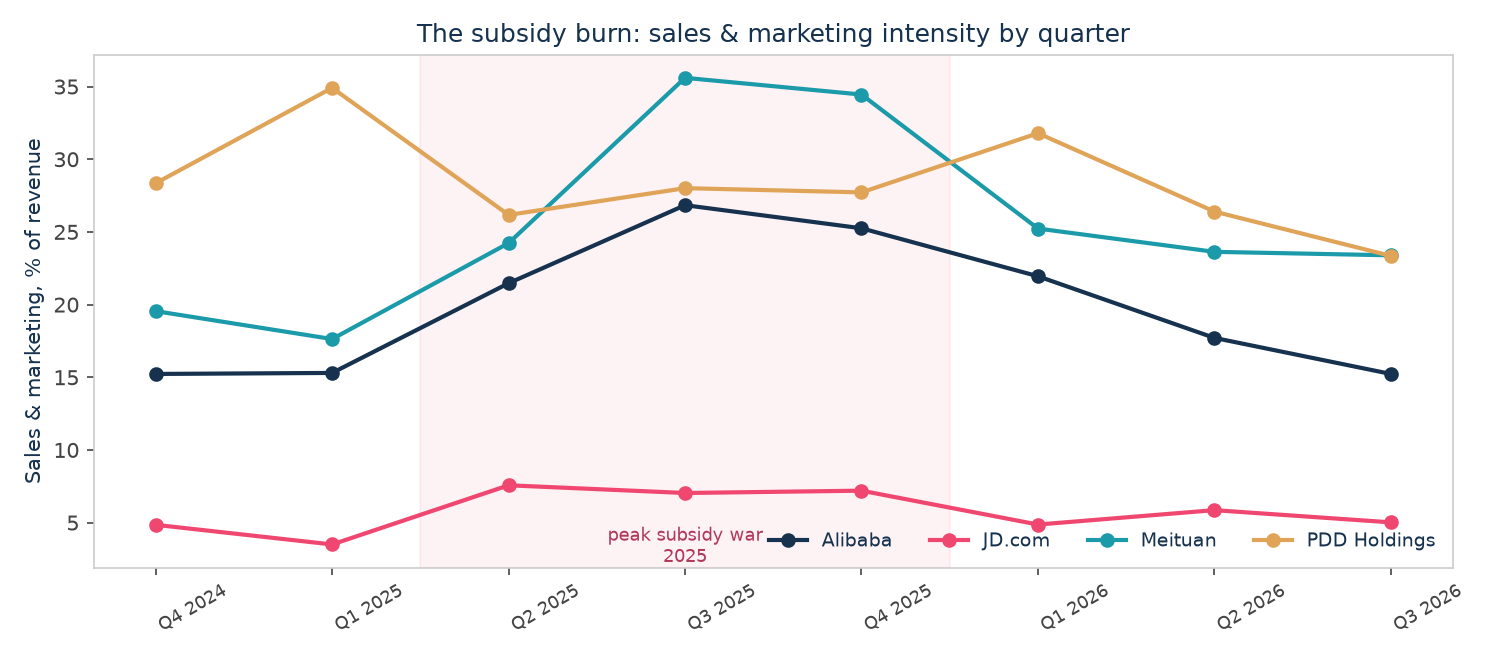 The subsidy burn: sales & marketing intensity by quarter
Sales & marketing, % of revenue
35
30
25
20
15
10
5
peak subsidy war
2025
Alibaba
JD.com
Meituan
PDD Holdings
Q4 2024
Q1 2025
Q2 2025
Q3 2025
Q4 2025
Q1 2026
Q2 2026
Q3 2026